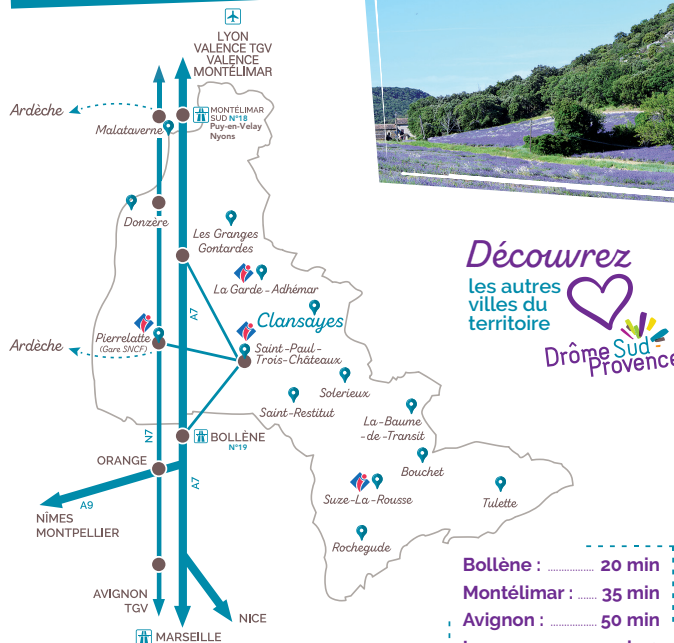 LYON
VALENCE TGV
VALENCE
MONTÉLIMAR
Ardèche
MONTÉLIMAR
SUD N°18
Puy-en-Velay
Nyons
Malataverne
Donzère
Les Granges
Gontardes
La Garde-Adhémar
A7
Clansayes
Pierrelatte
(Gare SNCF)
Ardèche
Saint-Paul-
Trois-Châteaux
Solerieux
Saint-Restitut
La-Baume
-de-Transit
N7
BOLLÈNE
N°19
Bouchet
ORANGE
A7
Suze-La-Rousse
Tulette
A9
NÎMES
MONTPELLIER
Rochegude
AVIGNON
TGV
NICE
MARSEILLE
Découvrez
les autres
villes du
territoire
Drôme Sud
Provence
Bollène : 20 min
Montélimar : 35 min
Avignon : 50 min